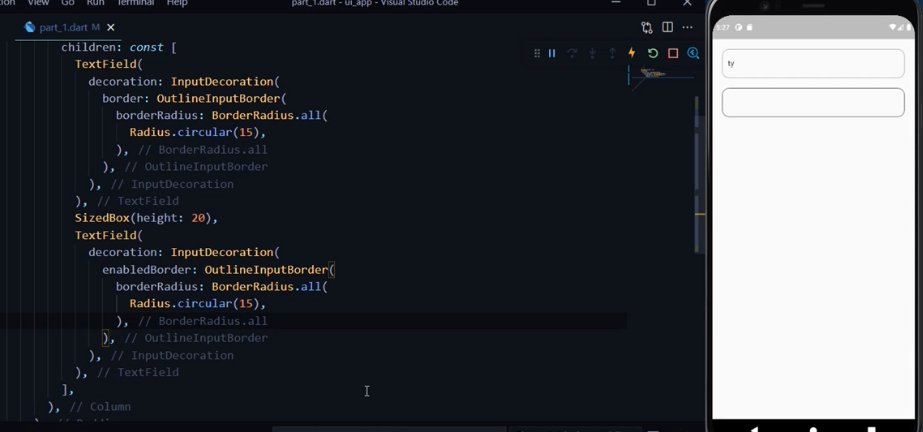 View Go Run Terminal Help part_1.dart - ui_app - Visual Studio Code
part_1.dart M
children: const [
TextField(
decoration: InputDecoration(
border: OutlineInputBorder(
borderRadius: BorderRadius.all(
Radius.circular(15),
), // BorderRadius.all
), // OutlineInputBorder
), // InputDecoration
), // TextField
SizedBox(height: 20),
TextField(
decoration: InputDecoration(
enabledBorder: OutlineInputBorder(
borderRadius: BorderRadius.all(
Radius.circular(15),
), // BorderRadius.all
), // OutlineInputBorder
), // InputDecoration
), // TextField
],
), // Column
5:27
ty